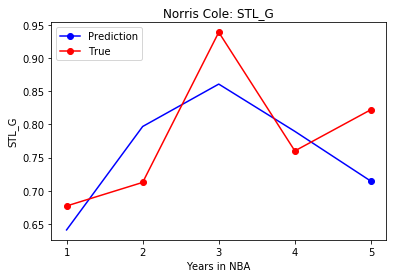 Norris Cole: STL_G
Prediction
True
0.95
0.90
0.85
0.80
0.75
0.70
0.65
STL_G
1 2 3 4 5
Years in NBA